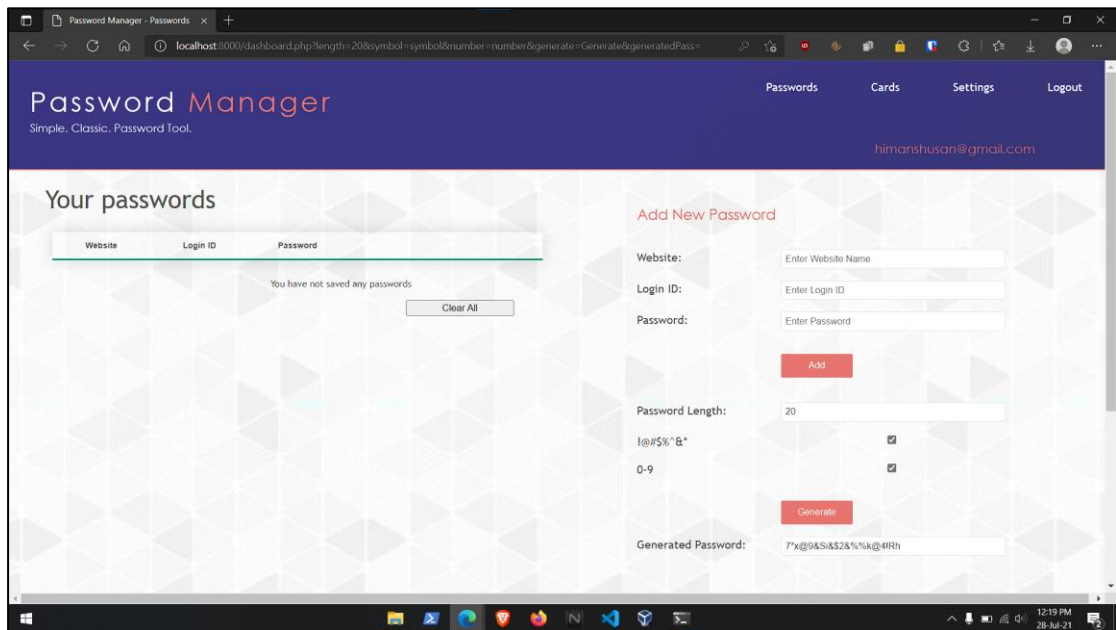 Password Manager - Passwords
localhost:8000/dashboard.php?length=20&symbol=symbol&number=number&generate=Generate&generatedPass=
Password Manager
Simple. Classic. Password Tool.
Passwords Cards Settings Logout
himanshusan@gmail.com
Your passwords
Website Login ID Password
You have not saved any passwords
Clear All
Add New Password
Website: Enter Website Name
Login ID: Enter Login ID
Password: Enter Password
Add
Password Length: 20
!@#$%^&*
0-9
Generate
Generated Password: 7*x@9&Si&$2&%%k@4!Rh
12:19 PM
28-Jul-21